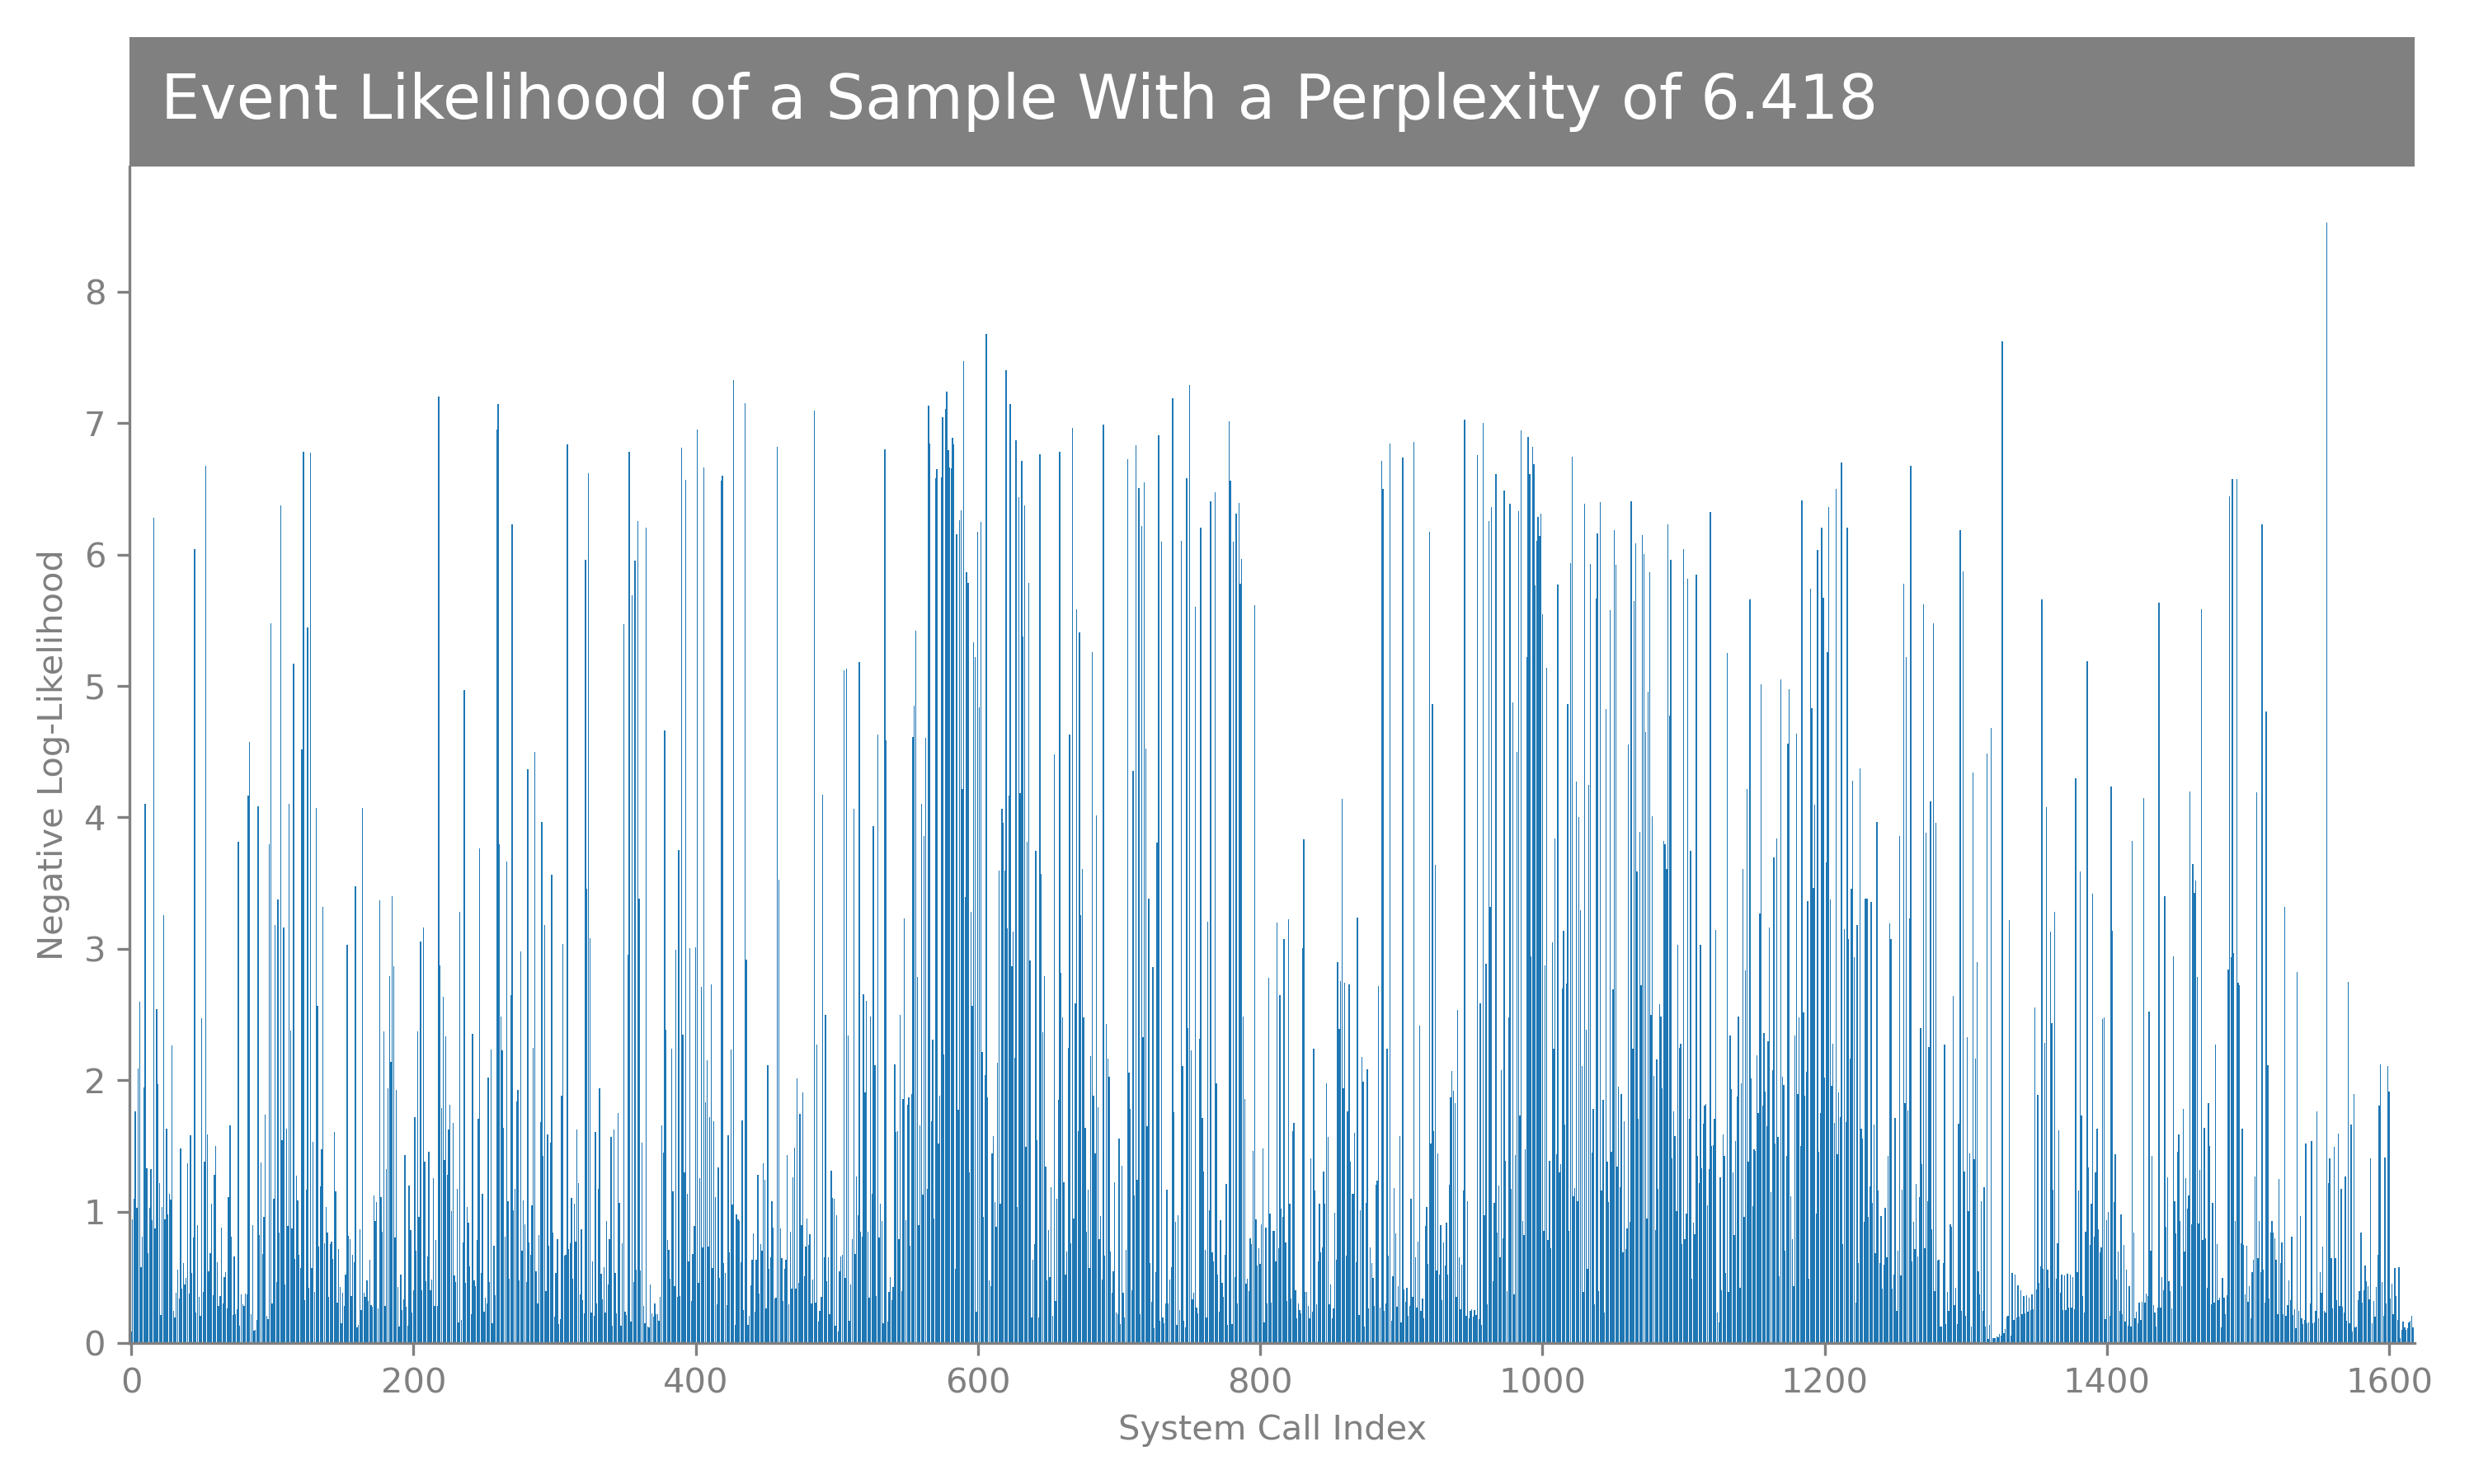 Event Likelihood of a Sample With a Perplexity of 6.418
8
7
6
5
4
3
2
1
0
Negative Log-Likelihood
0 200 400 600 800 1000 1200 1400 1600
System Call Index